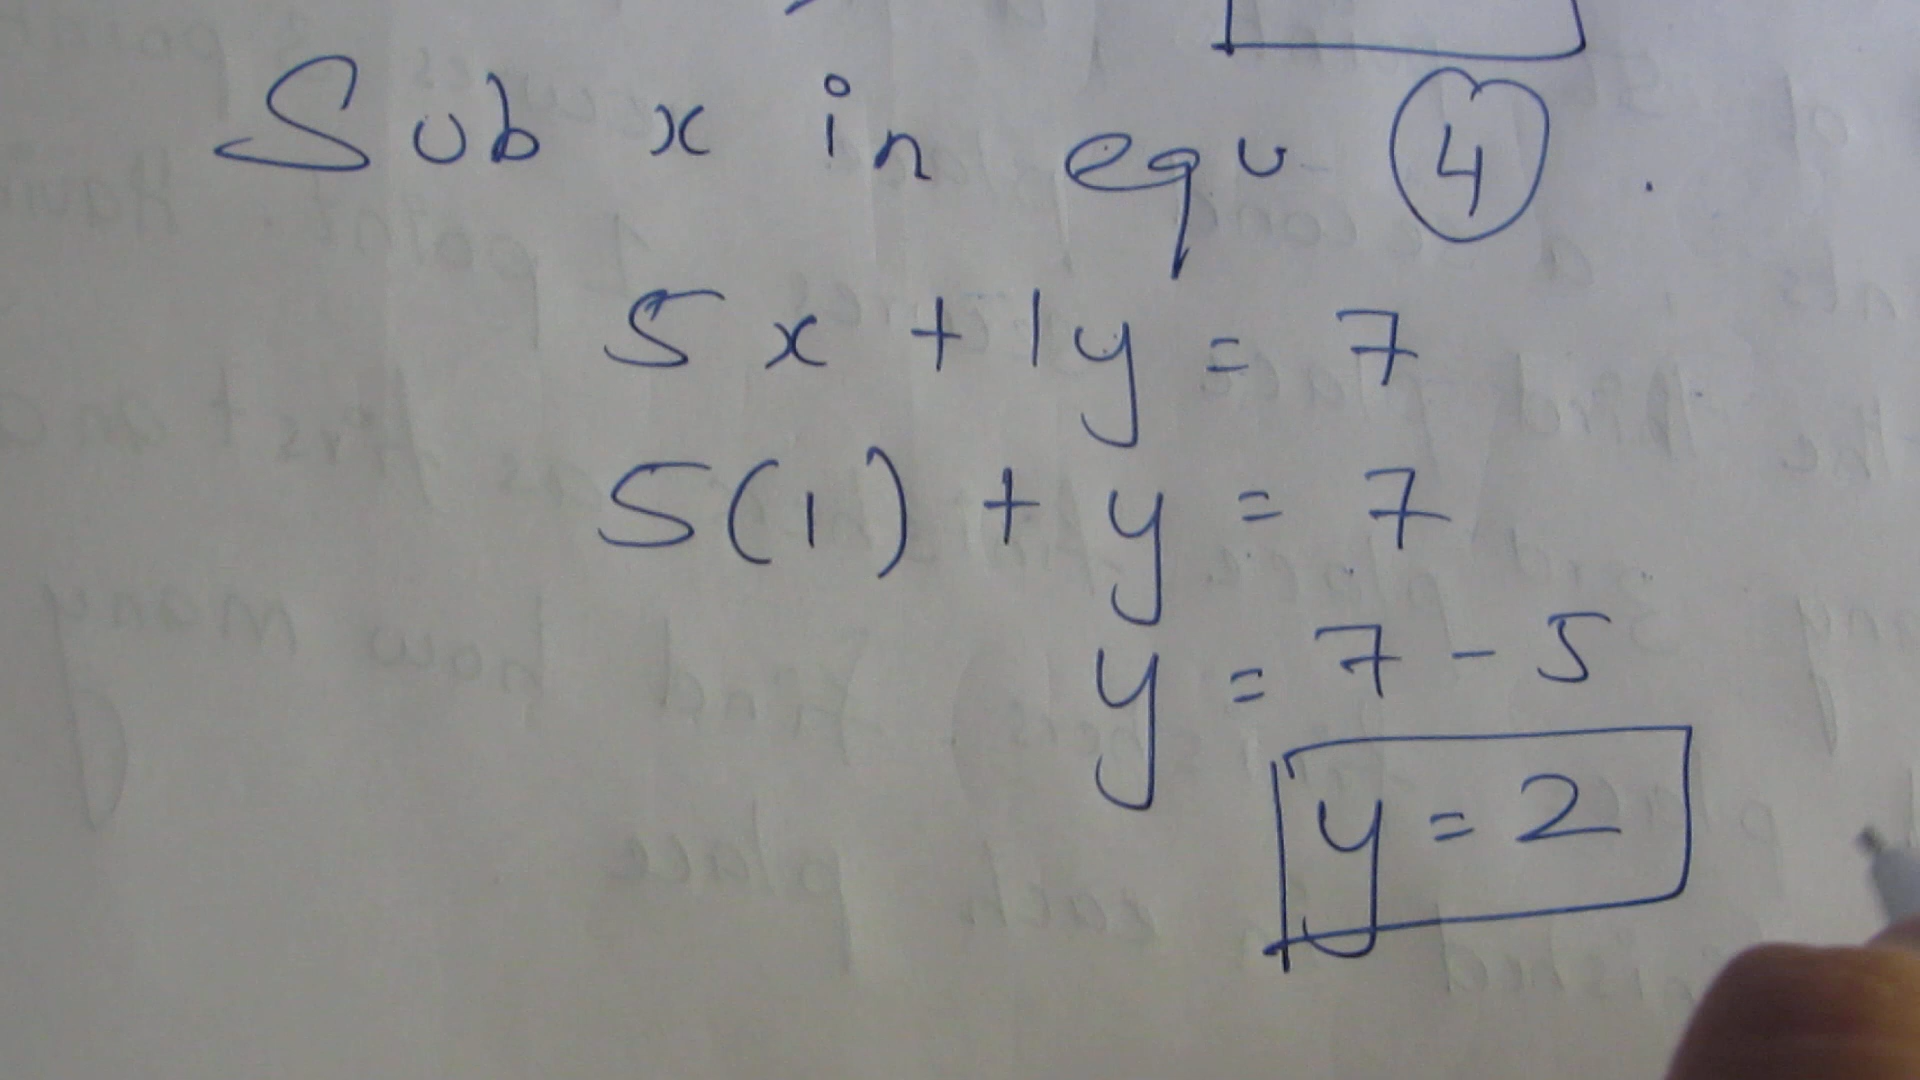 Sub x in equ 4 .
5x + 1y = 7
5(1) + y = 7
y = 7 - 5
y = 2